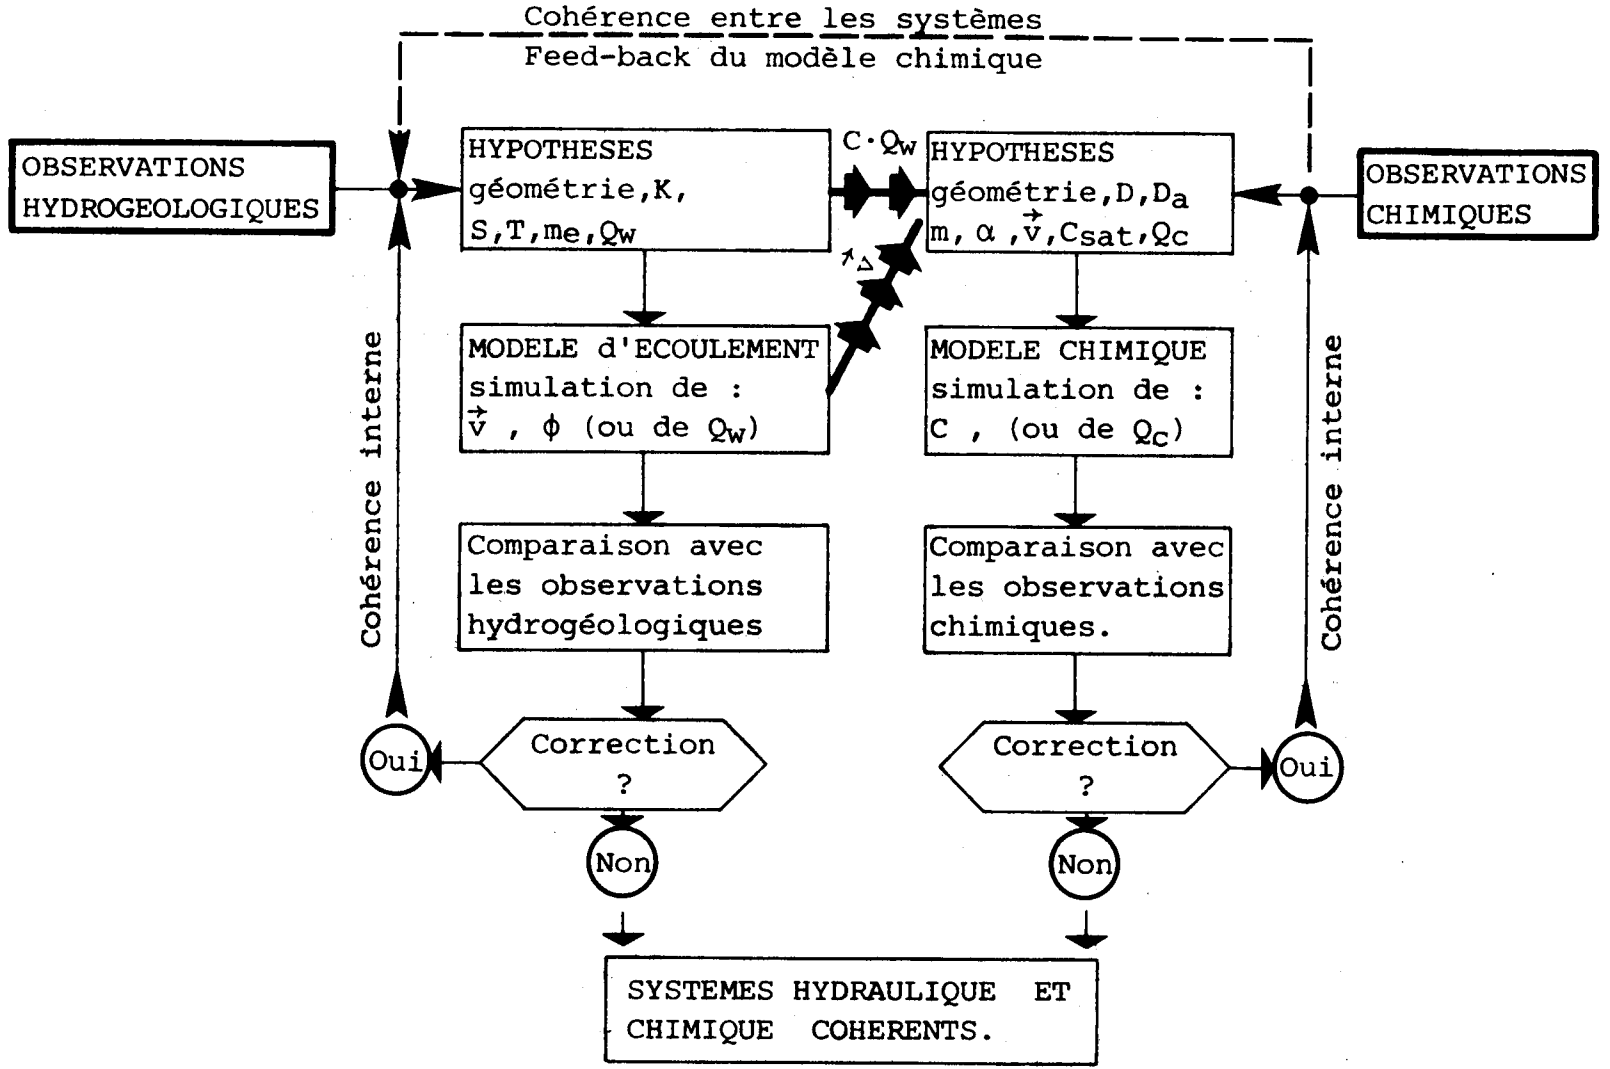 Cohérence entre les systèmes
Feed-back du modèle chimique
OBSERVATIONS
HYDROGEOLOGIQUES
HYPOTHESES
géométrie,K,
S,T,me,Qw
C·Qw
HYPOTHESES
géométrie,D,Da
m, α ,v⃗,Csat,Qc
OBSERVATIONS
CHIMIQUES
MODELE d'ECOULEMENT
simulation de :
v⃗ , ϕ (ou de Qw)
MODELE CHIMIQUE
simulation de :
C , (ou de Qc)
Cohérence interne
Cohérence interne
Comparaison avec
les observations
hydrogéologiques
Comparaison avec
les observations
chimiques.
Oui
Correction
?
Correction
?
Oui
Non
Non
SYSTEMES HYDRAULIQUE ET
CHIMIQUE COHERENTS.